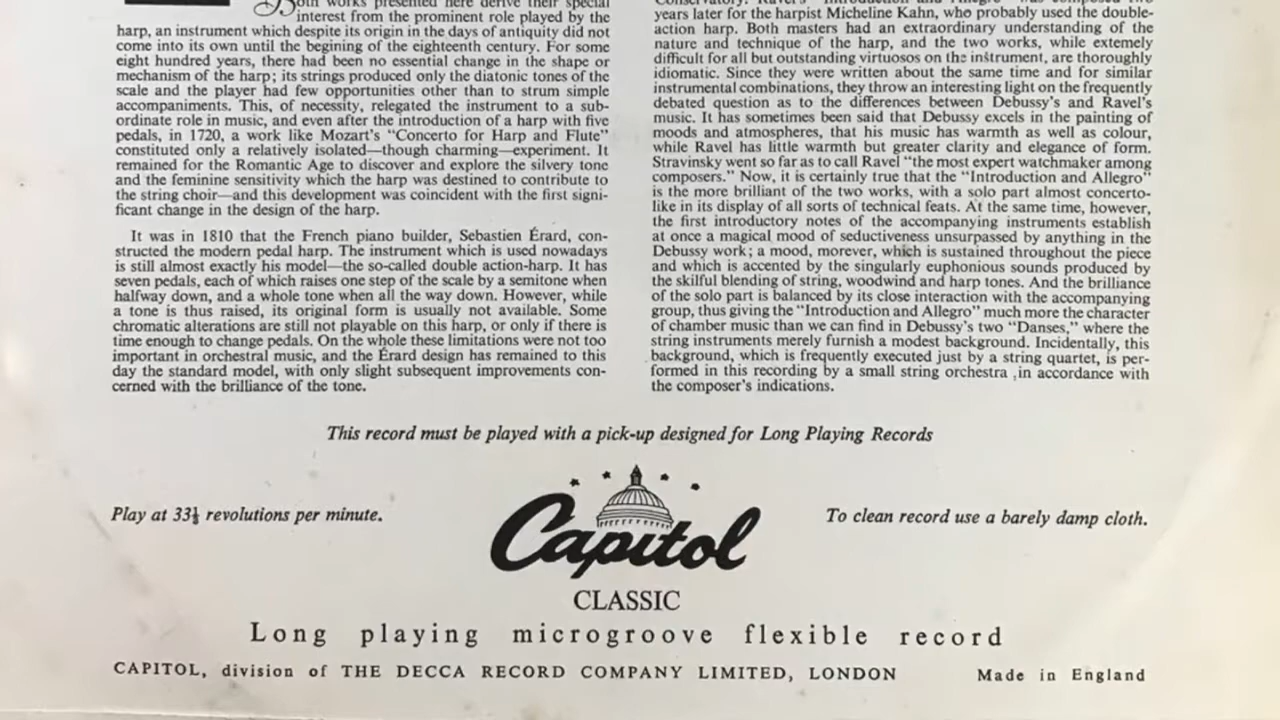 Both works presented here derive their special
interest from the prominent role played by the
harp, an instrument which despite its origin in the days of antiquity did not
come into its own until the begining of the eighteenth century. For some
eight hundred years, there had been no essential change in the shape or
mechanism of the harp; its strings produced only the diatonic tones of the
scale and the player had few opportunities other than to strum simple
accompaniments. This, of necessity, relegated the instrument to a sub-
ordinate role in music, and even after the introduction of a harp with five
pedals, in 1720, a work like Mozart's "Concerto for Harp and Flute"
constituted only a relatively isolated—though charming—experiment. It
remained for the Romantic Age to discover and explore the silvery tone
and the feminine sensitivity which the harp was destined to contribute to
the string choir—and this development was coincident with the first signi-
ficant change in the design of the harp.
It was in 1810 that the French piano builder, Sebastien Érard, con-
structed the modern pedal harp. The instrument which is used nowadays
is still almost exactly his model—the so-called double action-harp. It has
seven pedals, each of which raises one step of the scale by a semitone when
halfway down, and a whole tone when all the way down. However, while
a tone is thus raised, its original form is usually not available. Some
chromatic alterations are still not playable on this harp, or only if there is
time enough to change pedals. On the whole these limitations were not too
important in orchestral music, and the Érard design has remained to this
day the standard model, with only slight subsequent improvements con-
cerned with the brilliance of the tone.
Conservatory. Ravel's "Introduction and Allegro" was composed two
years later for the harpist Micheline Kahn, who probably used the double-
action harp. Both masters had an extraordinary understanding of the
nature and technique of the harp, and the two works, while extemely
difficult for all but outstanding virtuosos on the instrument, are thoroughly
idiomatic. Since they were written about the same time and for similar
instrumental combinations, they throw an interesting light on the frequently
debated question as to the differences between Debussy's and Ravel's
music. It has sometimes been said that Debussy excels in the painting of
moods and atmospheres, that his music has warmth as well as colour,
while Ravel has little warmth but greater clarity and elegance of form.
Stravinsky went so far as to call Ravel "the most expert watchmaker among
composers." Now, it is certainly true that the "Introduction and Allegro"
is the more brilliant of the two works, with a solo part almost concerto-
like in its display of all sorts of technical feats. At the same time, however,
the first introductory notes of the accompanying instruments establish
at once a magical mood of seductiveness unsurpassed by anything in the
Debussy work; a mood, morever, which is sustained throughout the piece
and which is accented by the singularly euphonious sounds produced by
the skilful blending of string, woodwind and harp tones. And the brilliance
of the solo part is balanced by its close interaction with the accompanying
group, thus giving the "Introduction and Allegro" much more the character
of chamber music than we can find in Debussy's two "Danses," where the
string instruments merely furnish a modest background. Incidentally, this
background, which is frequently executed just by a string quartet, is per-
formed in this recording by a small string orchestra ,in accordance with
the composer's indications.
This record must be played with a pick-up designed for Long Playing Records
Play at 33⅓ revolutions per minute.
Capitol
To clean record use a barely damp cloth.
CLASSIC
Long playing microgroove flexible record
CAPITOL, division of THE DECCA RECORD COMPANY LIMITED, LONDON Made in England